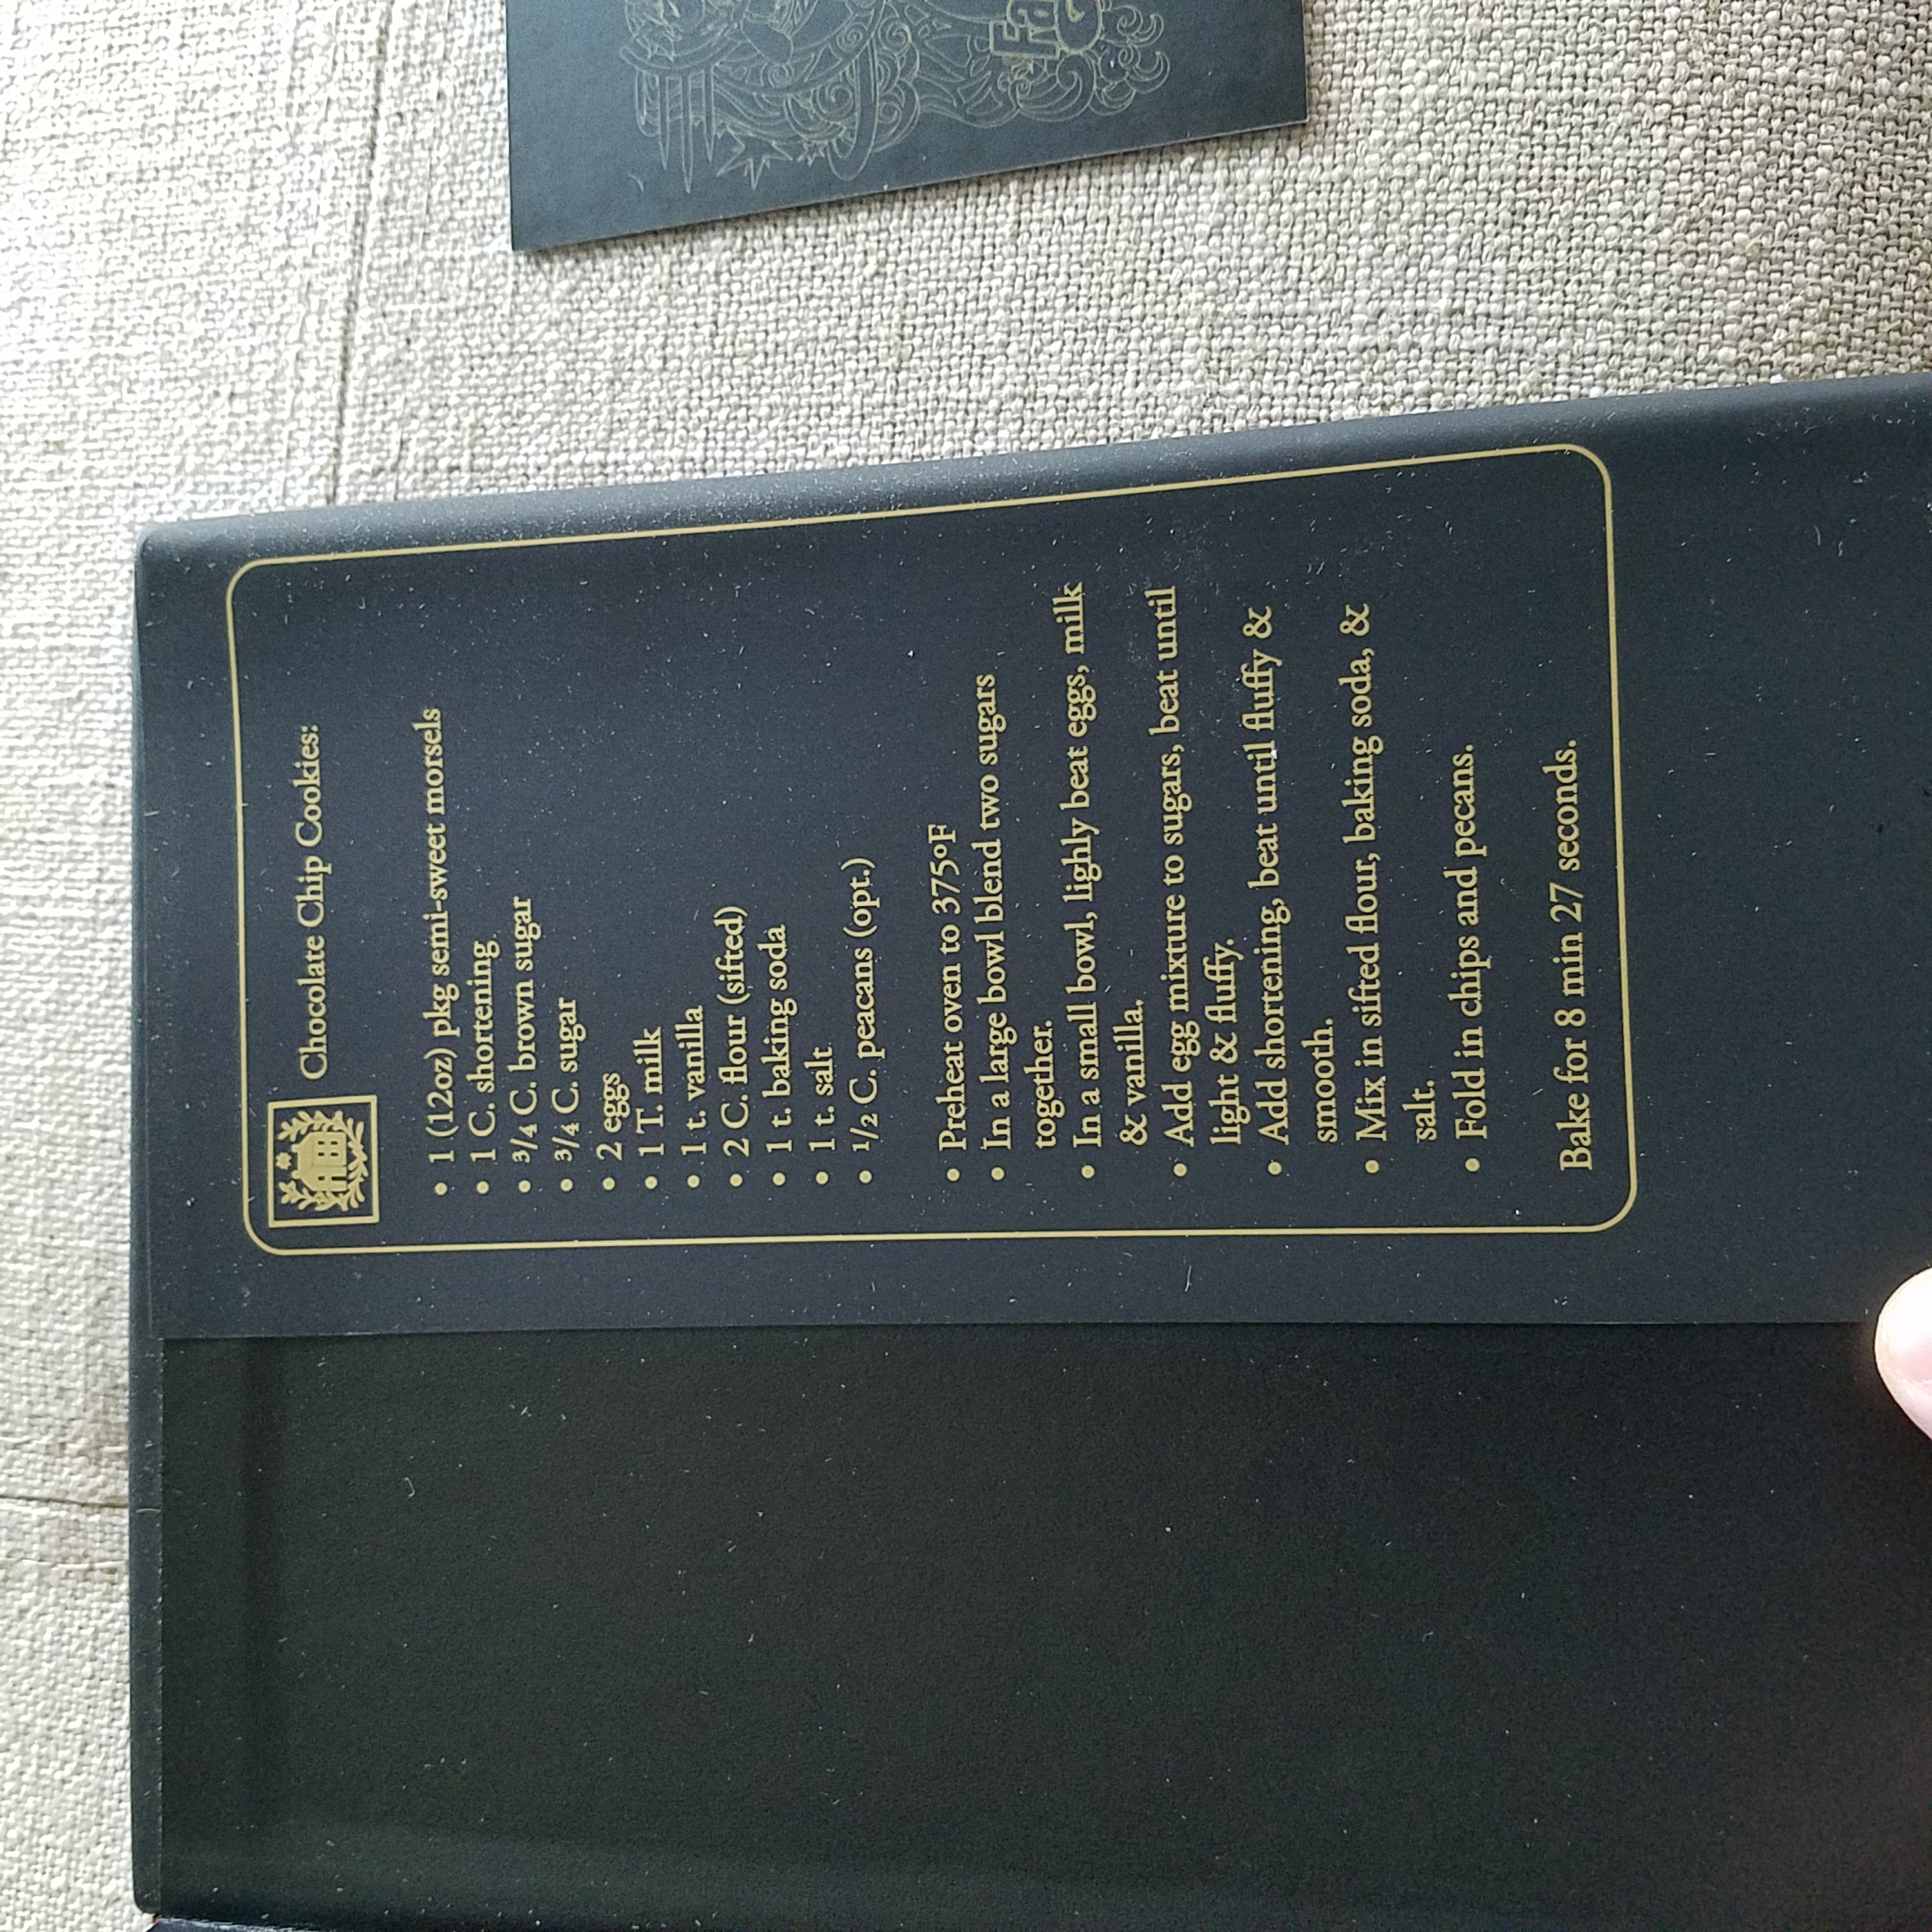 Chocolate Chip Cookies:
• 1 (12oz) pkg semi-sweet morsels
• 1 C. shortening
• 3/4 C. brown sugar
• 3/4 C. sugar
• 2 eggs
• 1 T. milk
• 1 t. vanilla
• 2 C. flour (sifted)
• 1 t. baking soda
• 1 t. salt
• 1/2 C. peacans (opt.)
• Preheat oven to 375°F
• In a large bowl blend two sugars
together.
• In a small bowl, lighly beat eggs, milk
& vanilla.
• Add egg mixture to sugars, beat until
light & fluffy.
• Add shortening, beat until fluffy &
smooth.
• Mix in sifted flour, baking soda, &
salt.
• Fold in chips and pecans.
Bake for 8 min 27 seconds.